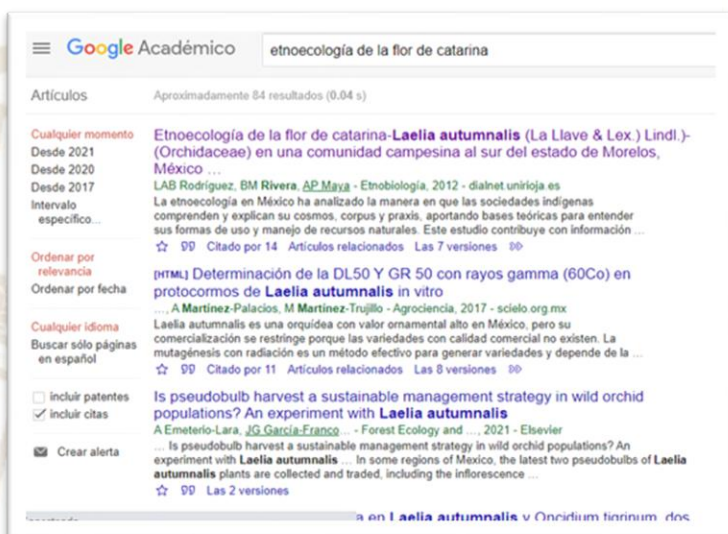 Google Académico
etnoecología de la flor de catarina
Artículos
Aproximadamente 84 resultados (0.04 s)
Cualquier momento
Desde 2021
Desde 2020
Desde 2017
Intervalo
específico...
Ordenar por
relevancia
Ordenar por fecha
Cualquier idioma
Buscar sólo páginas
en español
incluir patentes
incluir citas
Crear alerta
Etnoecología de la flor de catarina-Laelia autumnalis (La Llave & Lex.) Lindl.)-
(Orchidaceae) en una comunidad campesina al sur del estado de Morelos,
México ...
LAB Rodríguez, BM Rivera, AP Maya - Etnobiología, 2012 - dialnet.unirioja.es
La etnoecología en México ha analizado la manera en que las sociedades indígenas
comprenden y explican su cosmos, corpus y praxis, aportando bases teóricas para entender
sus formas de uso y manejo de recursos naturales. Este estudio contribuye con información ...
Citado por 14 Artículos relacionados Las 7 versiones
[HTML] Determinación de la DL50 Y GR 50 con rayos gamma (60Co) en
protocormos de Laelia autumnalis in vitro
..., A Martínez-Palacios, M Martínez-Trujillo - Agrociencia, 2017 - scielo.org.mx
Laelia autumnalis es una orquídea con valor ornamental alto en México, pero su
comercialización se restringe porque las variedades con calidad comercial no existen. La
mutagénesis con radiación es un método efectivo para generar variedades y depende de la ...
Citado por 11 Artículos relacionados Las 8 versiones
Is pseudobulb harvest a sustainable management strategy in wild orchid
populations? An experiment with Laelia autumnalis
A Emeterio-Lara, JG García-Franco... - Forest Ecology and ..., 2021 - Elsevier
... Is pseudobulb harvest a sustainable management strategy in wild orchid populations? An
experiment with Laelia autumnalis ... In some regions of Mexico, the latest two pseudobulbs of Laelia
autumnalis plants are collected and traded, including the inflorescence ...
Las 2 versiones
en Laelia autumnalis y Oncidium tigrinum, dos